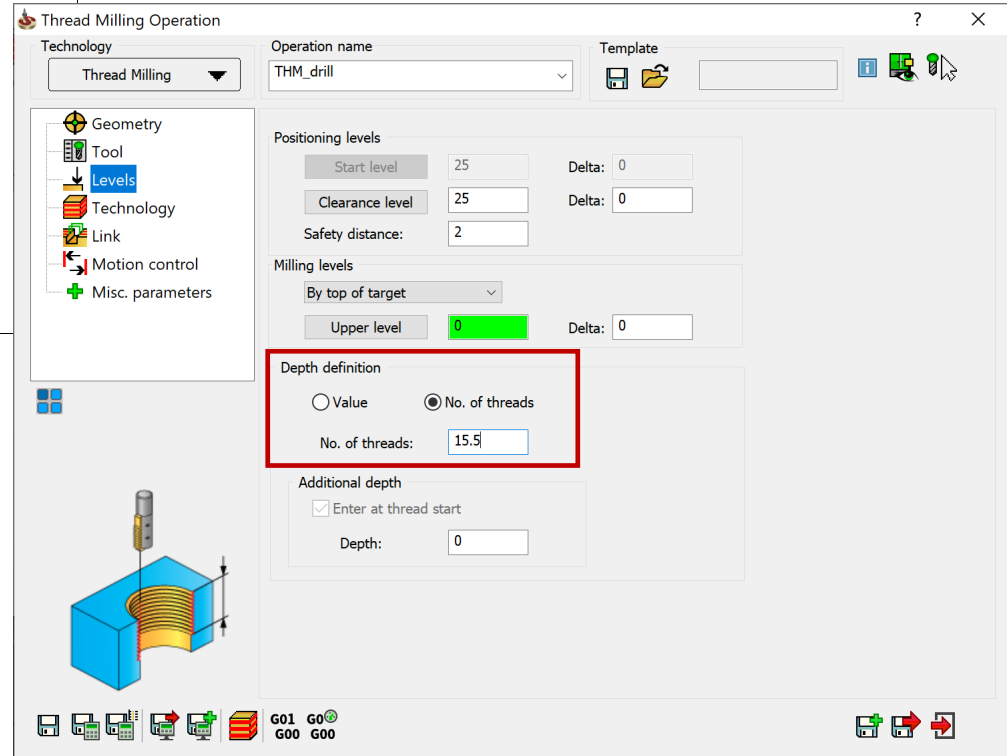 Thread Milling Operation ?
Technology
Operation name
Template
Thread Milling
THM_drill
Geometry
Tool
Levels
Technology
Link
Motion control
Misc. parameters
Positioning levels
Start level 25 Delta: 0
Clearance level 25 Delta: 0
Safety distance: 2
Milling levels
By top of target
Upper level 0 Delta: 0
Depth definition
Value No. of threads
No. of threads: 15.5
Additional depth
Enter at thread start
Depth: 0
G01 G0
G00 G00